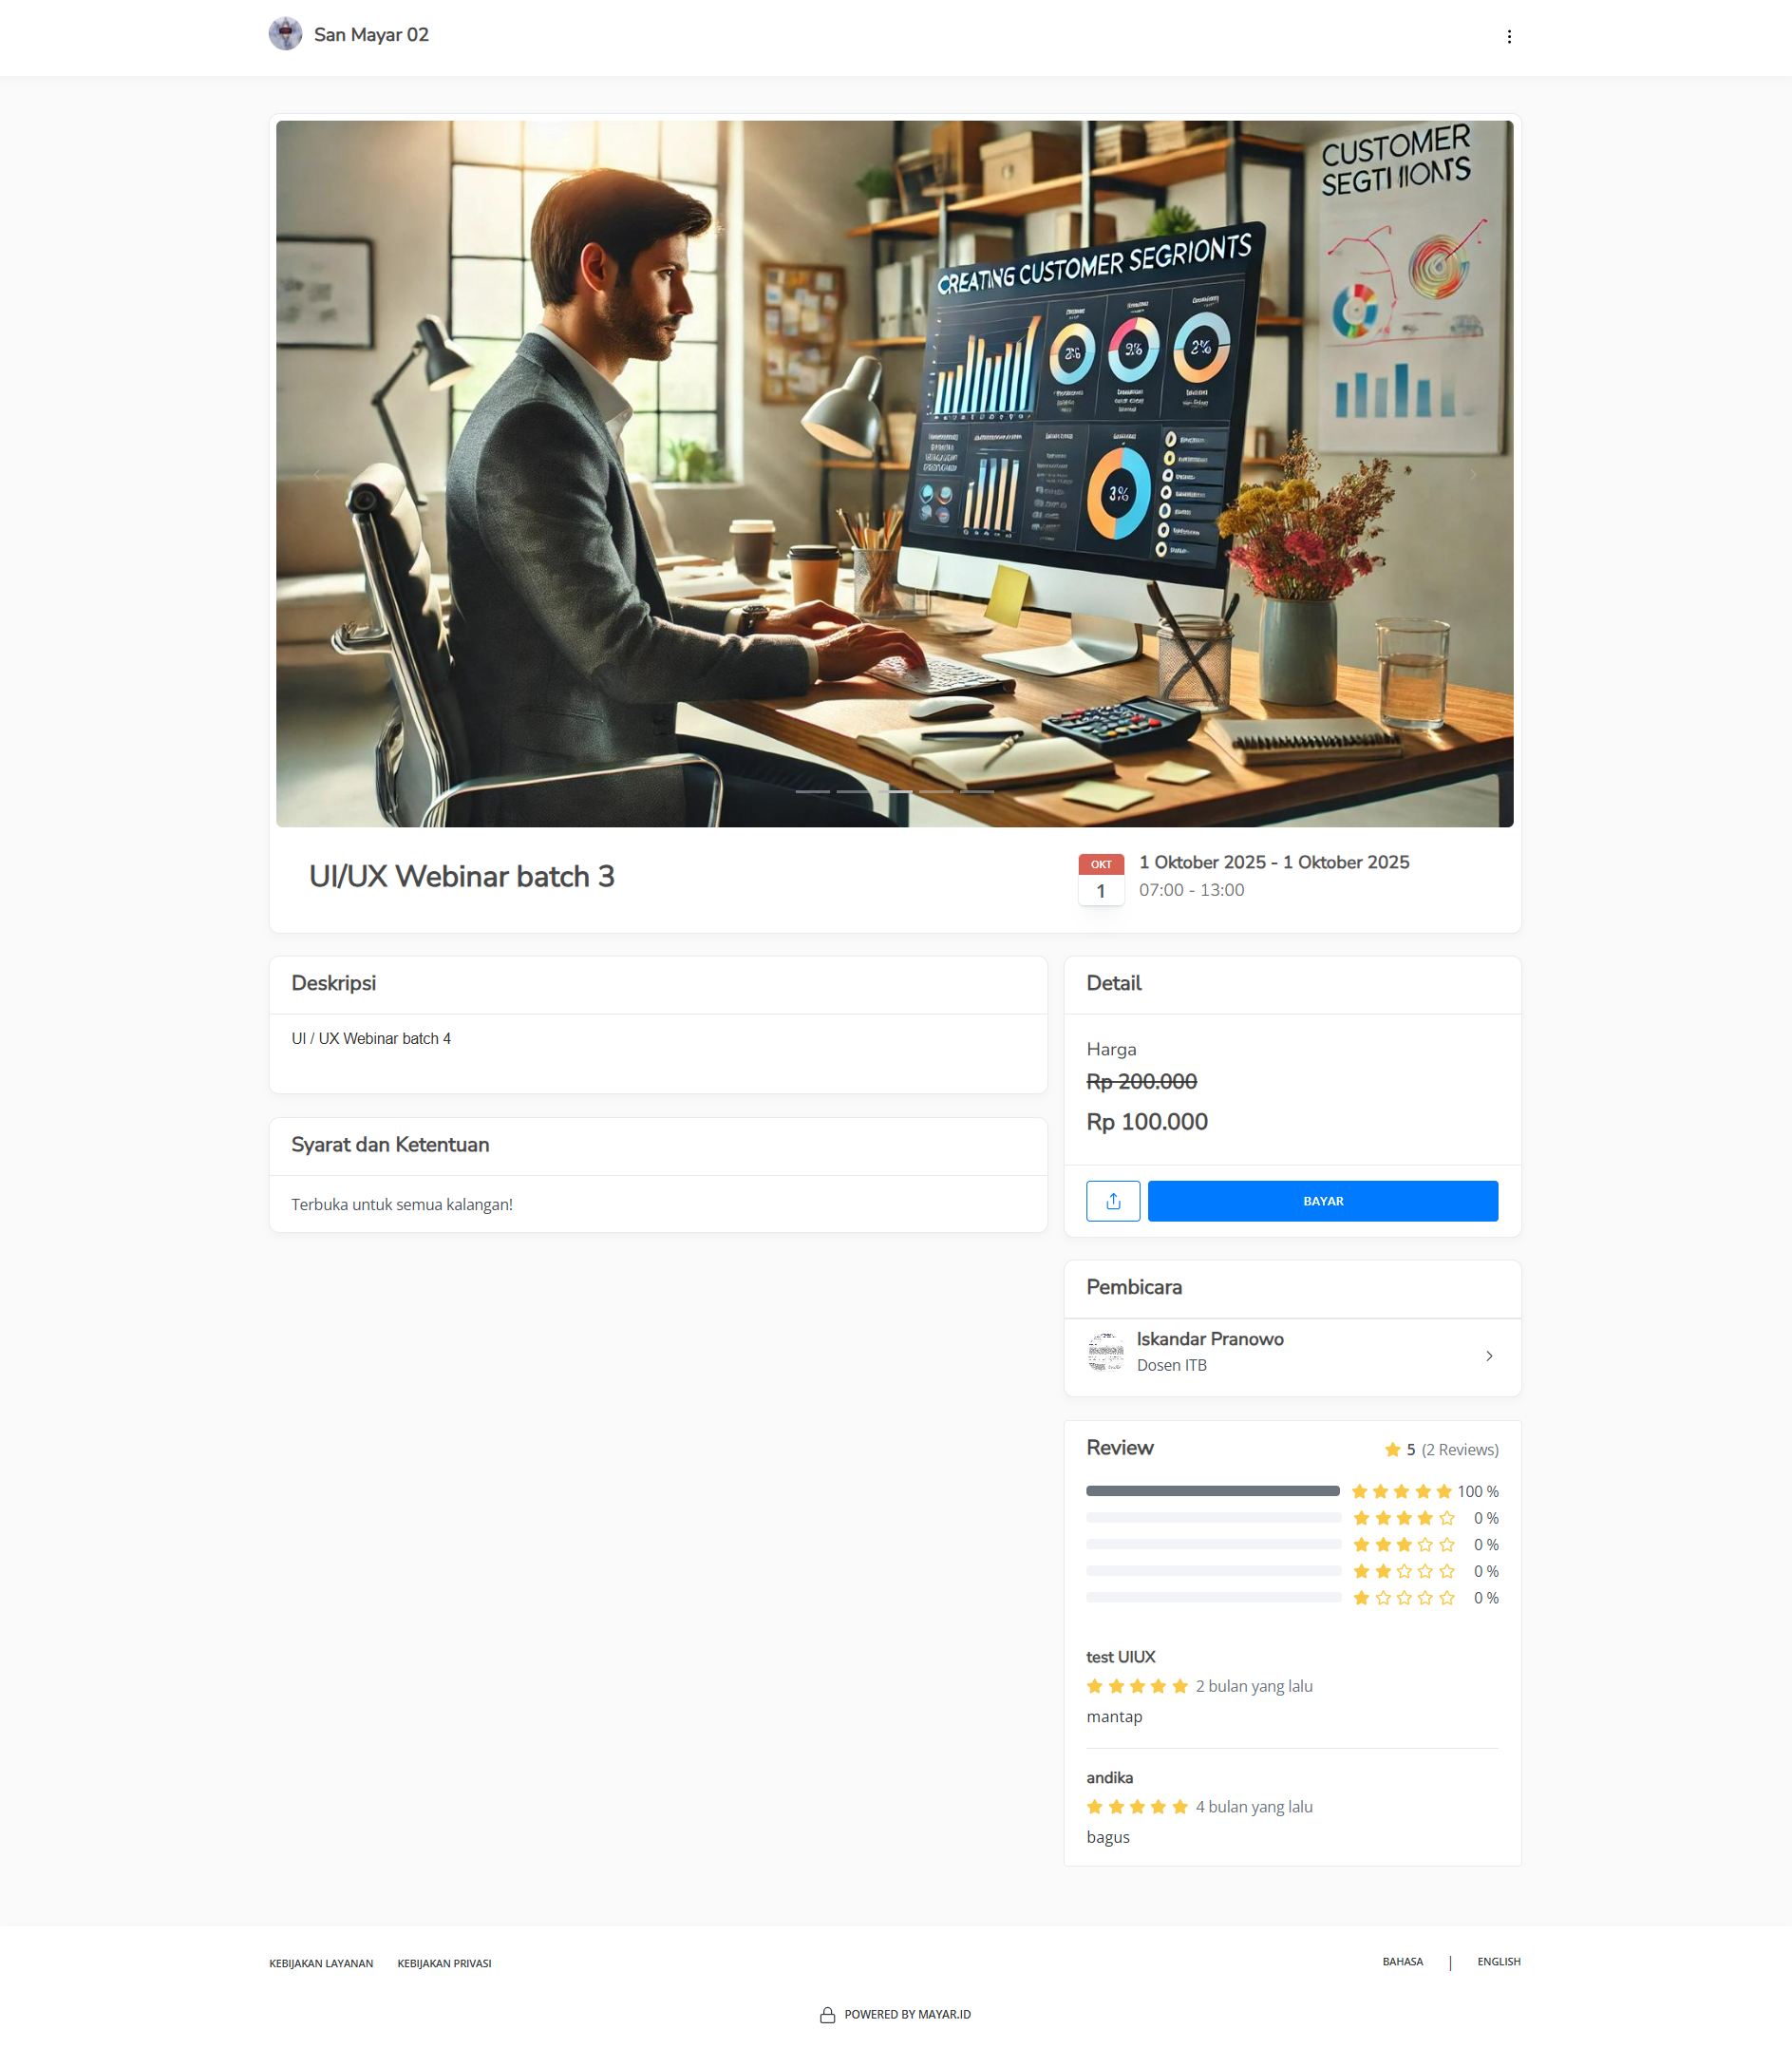 San Mayar 02
CUSTOMER
CREATING CUSTOMER SEGRIONTS
2%
3%
UI/UX Webinar batch 3
OKT
1
1 Oktober 2025 - 1 Oktober 2025
07:00 - 13:00
Deskripsi
UI / UX Webinar batch 4
Syarat dan Ketentuan
Terbuka untuk semua kalangan!
Detail
Harga
Rp 200.000
Rp 100.000
BAYAR
Pembicara
Iskandar Pranowo
Dosen ITB
Review
5 (2 Reviews)
100 %
0 %
0 %
0 %
0 %
test UIUX
2 bulan yang lalu
mantap
andika
4 bulan yang lalu
bagus
KEBIJAKAN LAYANAN
KEBIJAKAN PRIVASI
BAHASA | ENGLISH
POWERED BY MAYAR.ID